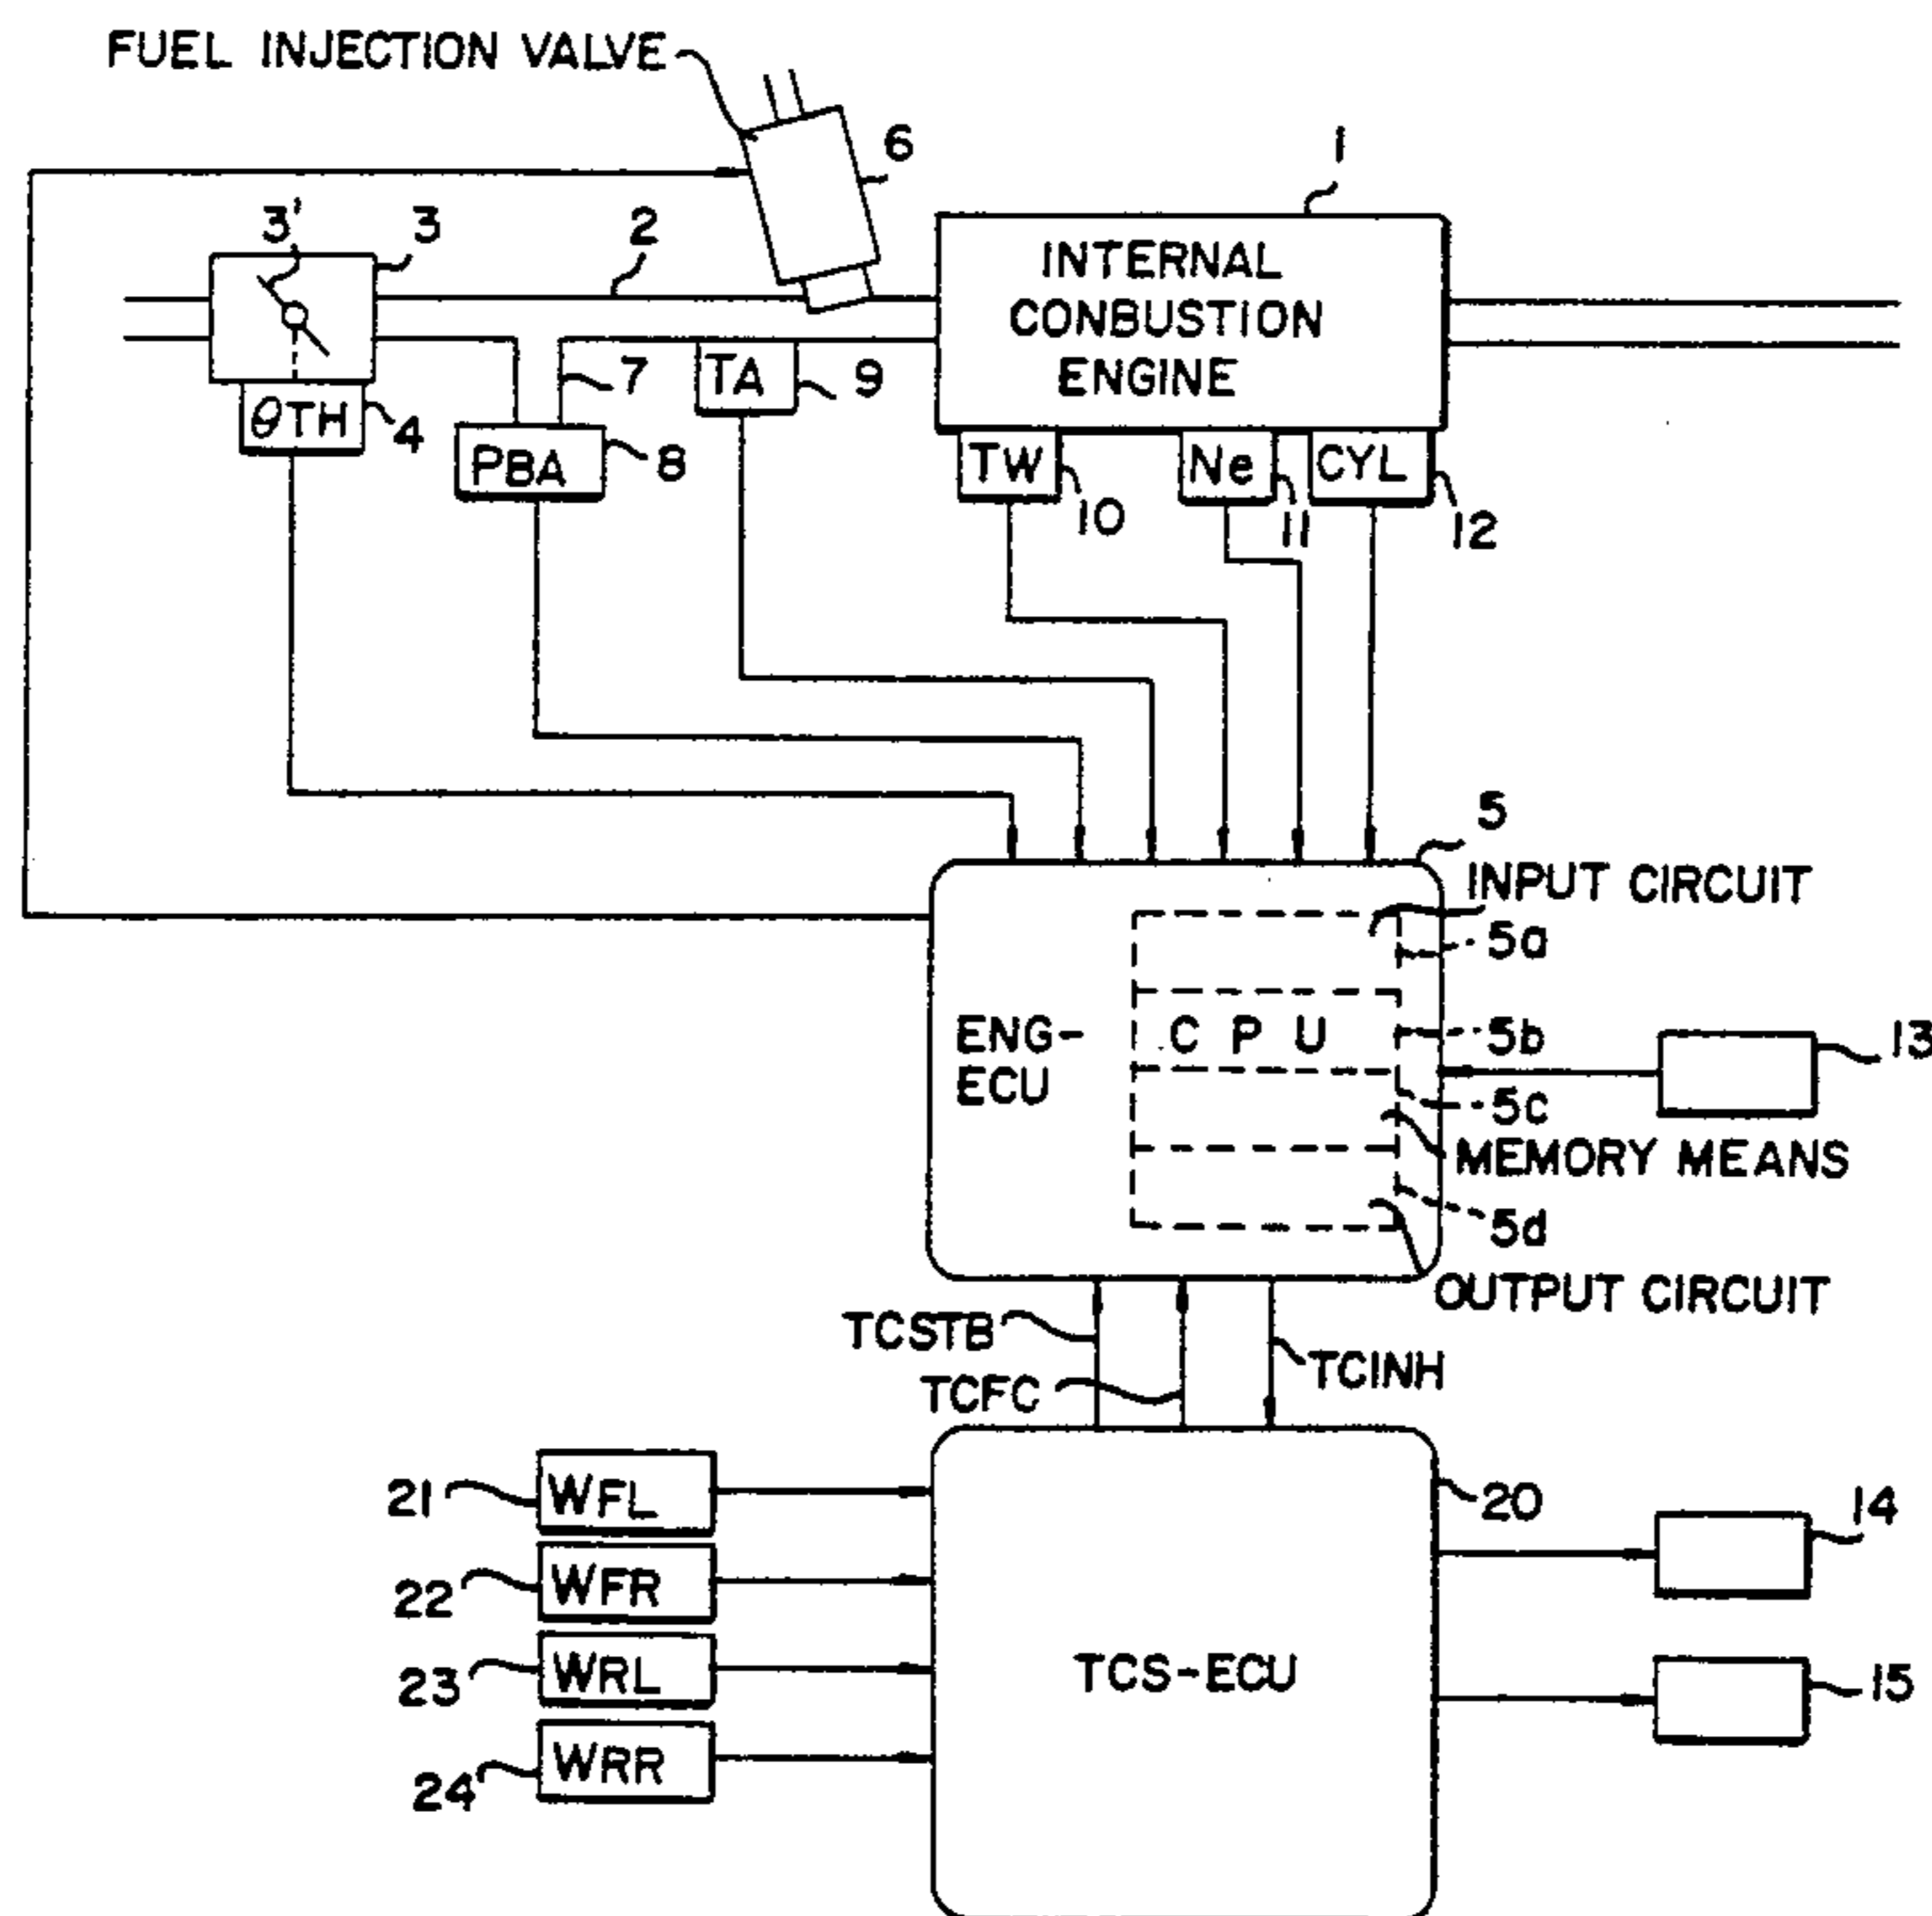 FUEL INJECTION VALVE
6
1
3'
3
2
INTERNAL
CONBUSTION
ENGINE
7
TA
9
θTH
4
PBA
8
TW
10
Ne
11
CYL
12
5
INPUT CIRCUIT
5a
ENG-
ECU
CPU
5b
13
5c
MEMORY MEANS
5d
OUTPUT CIRCUIT
TCSTB
TCFC
TCINH
21
WFL
20
14
22
WFR
23
WRL
TCS-ECU
15
24
WRR